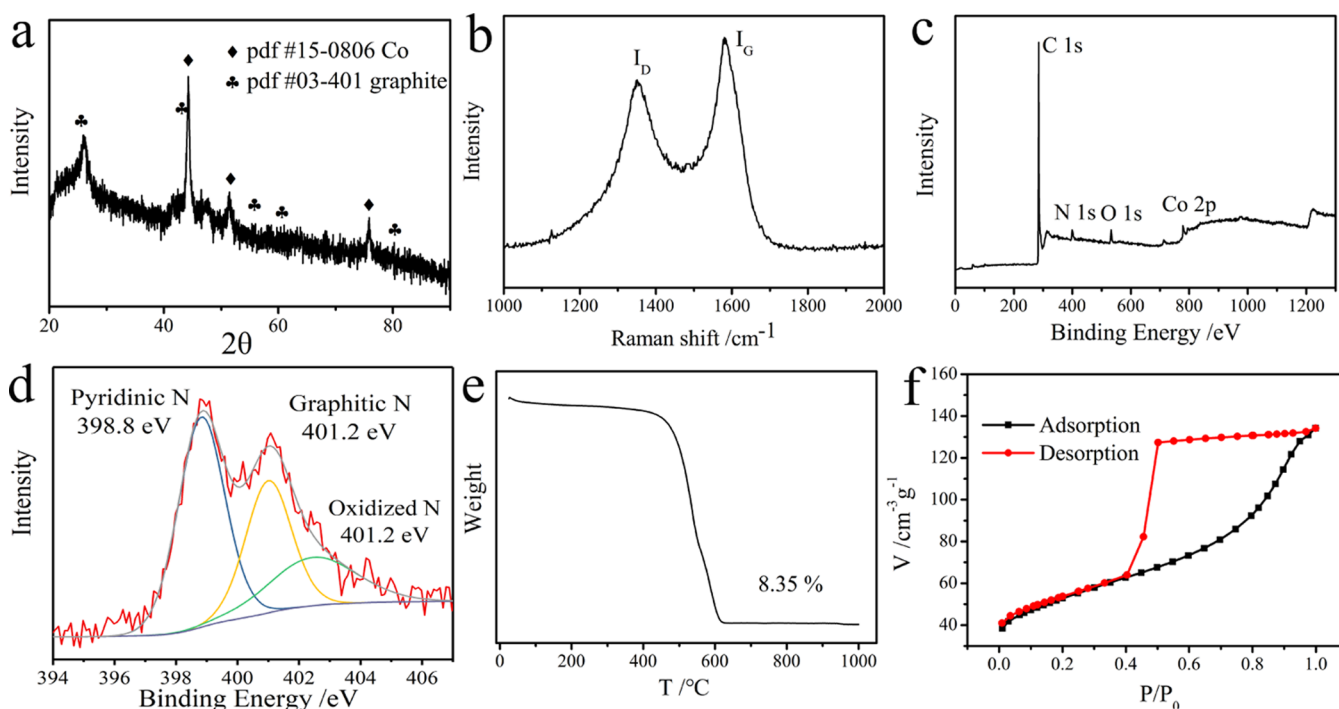 a
♦ pdf #15-0806 Co
♣ pdf #03-401 graphite
Intensity
20 40 60 80
2θ
b
I_D
I_G
Intensity
1000 1200 1400 1600 1800 2000
Raman shift /cm⁻¹
c
C 1s
N 1s O 1s
Co 2p
Intensity
0 200 400 600 800 1000 1200
Binding Energy /eV
d
Pyridinic N
398.8 eV
Graphitic N
401.2 eV
Oxidized N
401.2 eV
Intensity
394 396 398 400 402 404 406
Binding Energy /eV
e
Weight
8.35 %
0 200 400 600 800 1000
T /°C
f
Adsorption
Desorption
V /cm⁻³g⁻¹
160
140
120
100
80
60
40
0.0 0.2 0.4 0.6 0.8 1.0
P/P₀